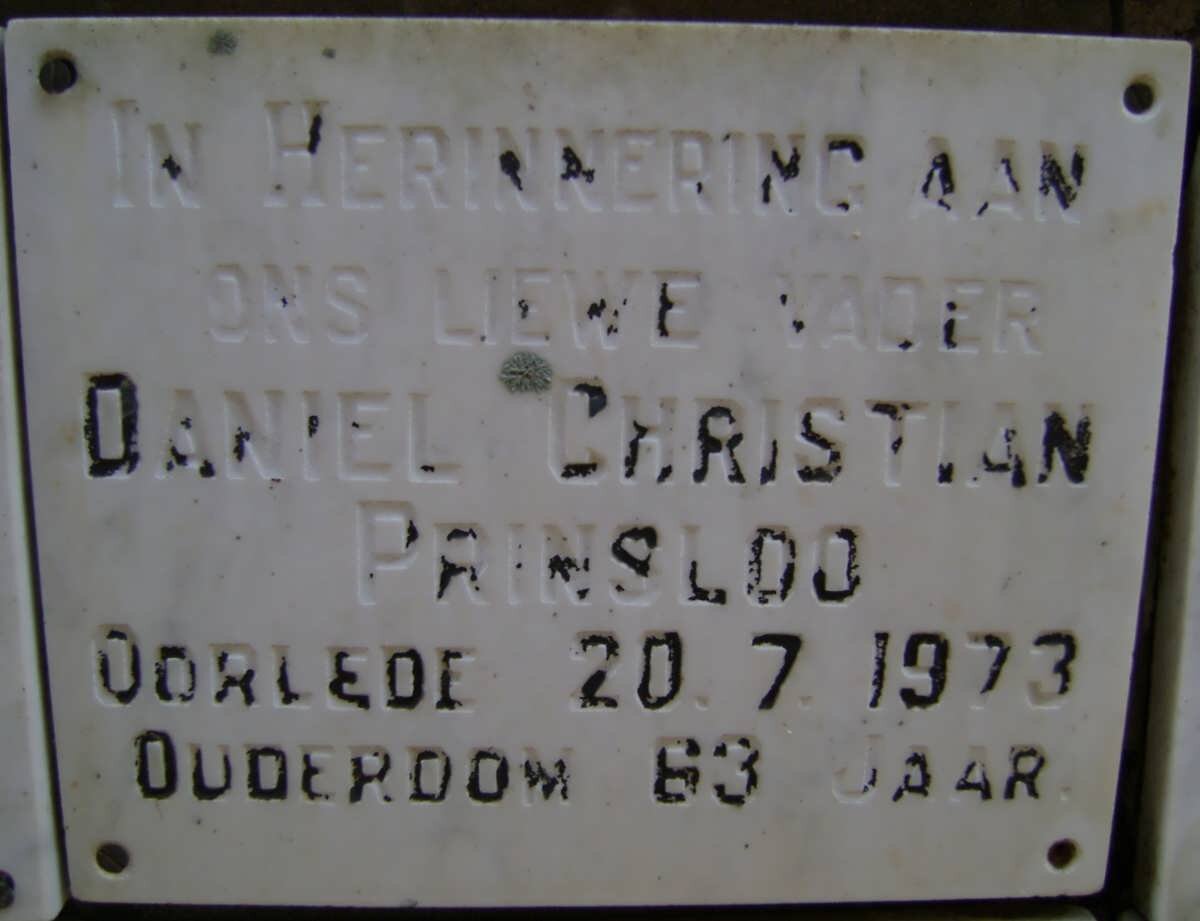 IN HERINNERING AAN
ONS LIEWE VADER
DANIEL CHRISTIAN
PRINSLOO
OORLEDE 20. 7. 1973
OUDERDOM 63 JAAR.